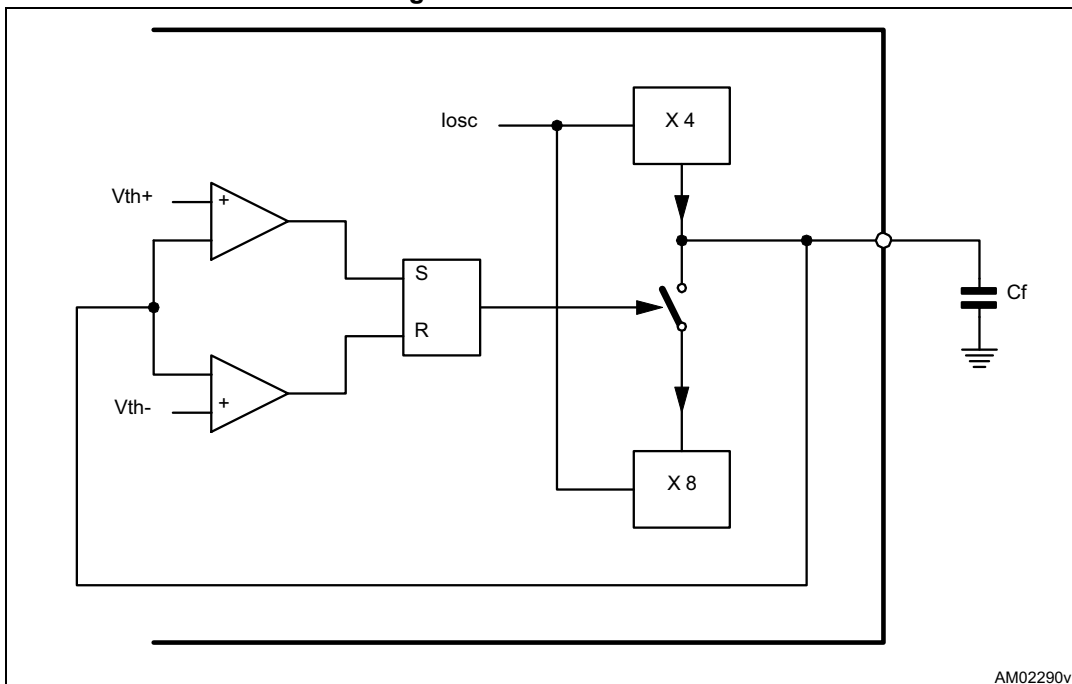 Iosc
X 4
Vth+
+
S
Cf
R
Vth-
+
X 8
AM02290v